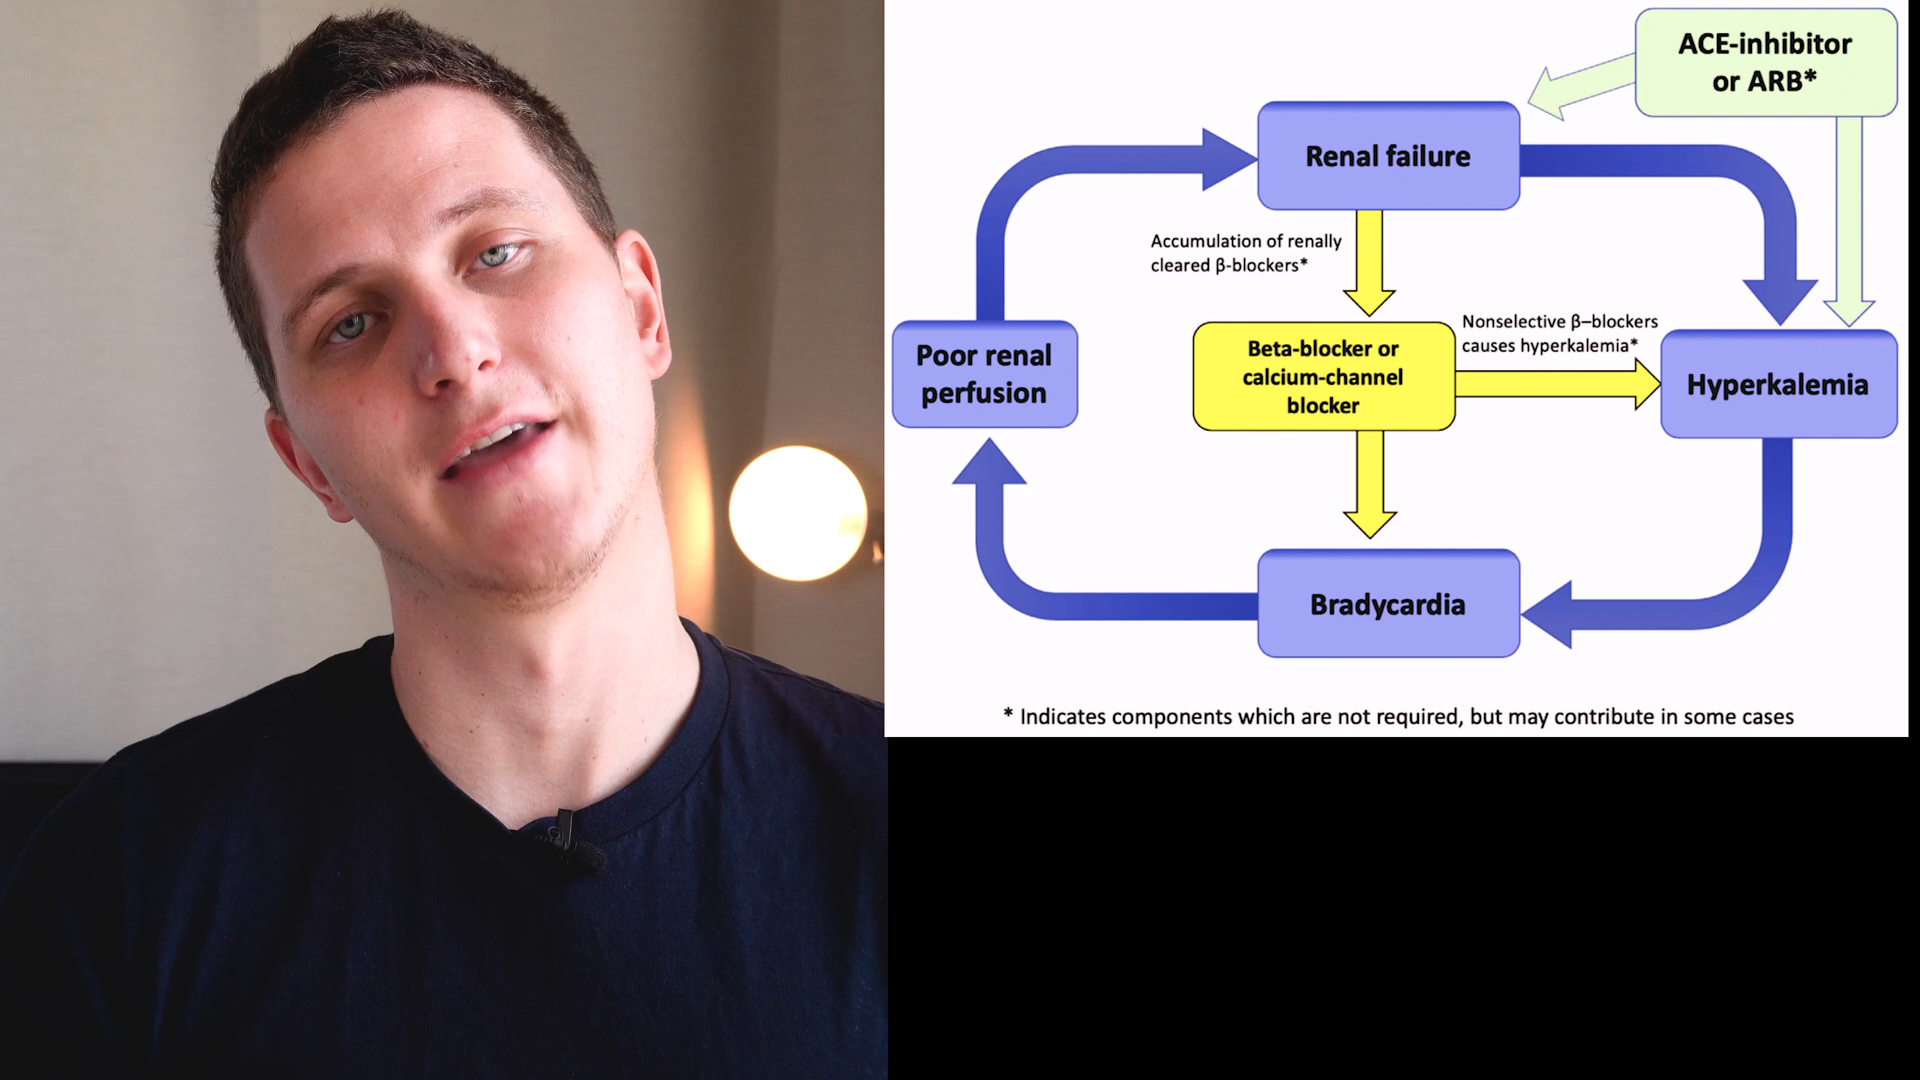 ACE-inhibitor
or ARB*
Renal failure
Accumulation of renally
cleared β-blockers*
Nonselective β–blockers
causes hyperkalemia*
Poor renal
perfusion
Beta-blocker or
calcium-channel
blocker
Hyperkalemia
Bradycardia
* Indicates components which are not required, but may contribute in some cases